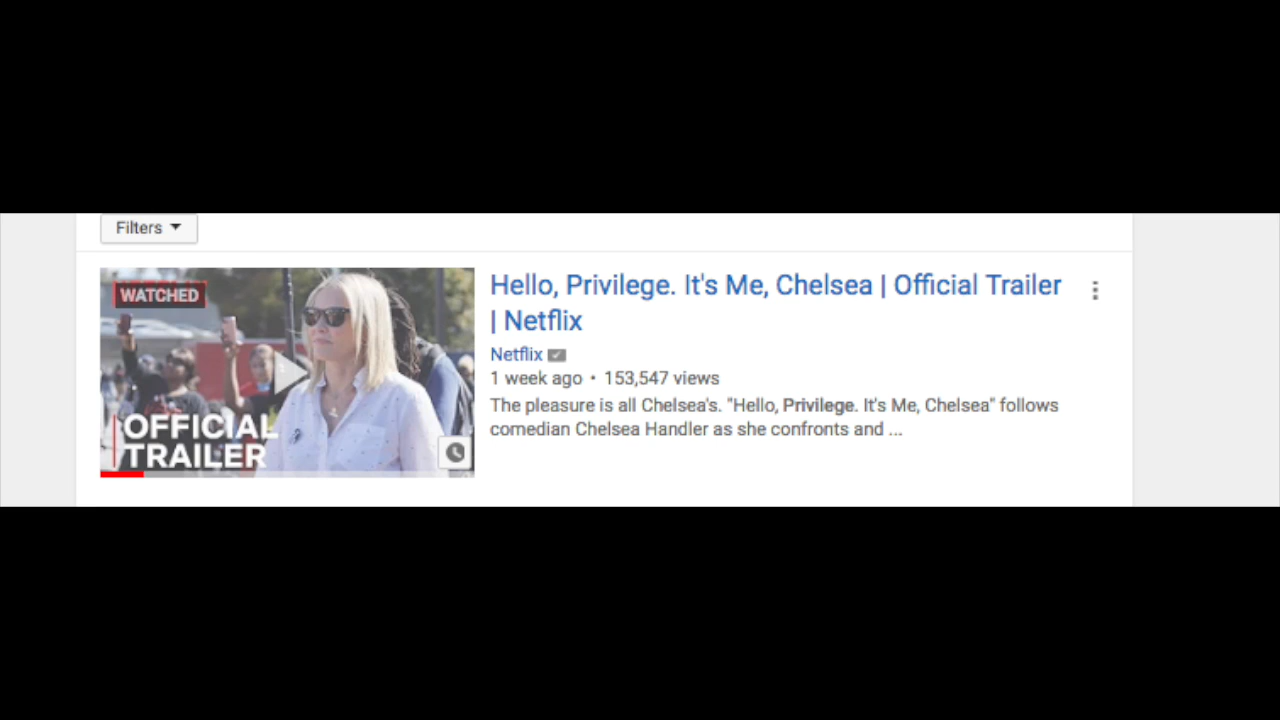 Filters
WATCHED
OFFICIAL
TRAILER
Hello, Privilege. It's Me, Chelsea | Official Trailer
| Netflix
Netflix
1 week ago • 153,547 views
The pleasure is all Chelsea's. "Hello, Privilege. It's Me, Chelsea" follows
comedian Chelsea Handler as she confronts and ...